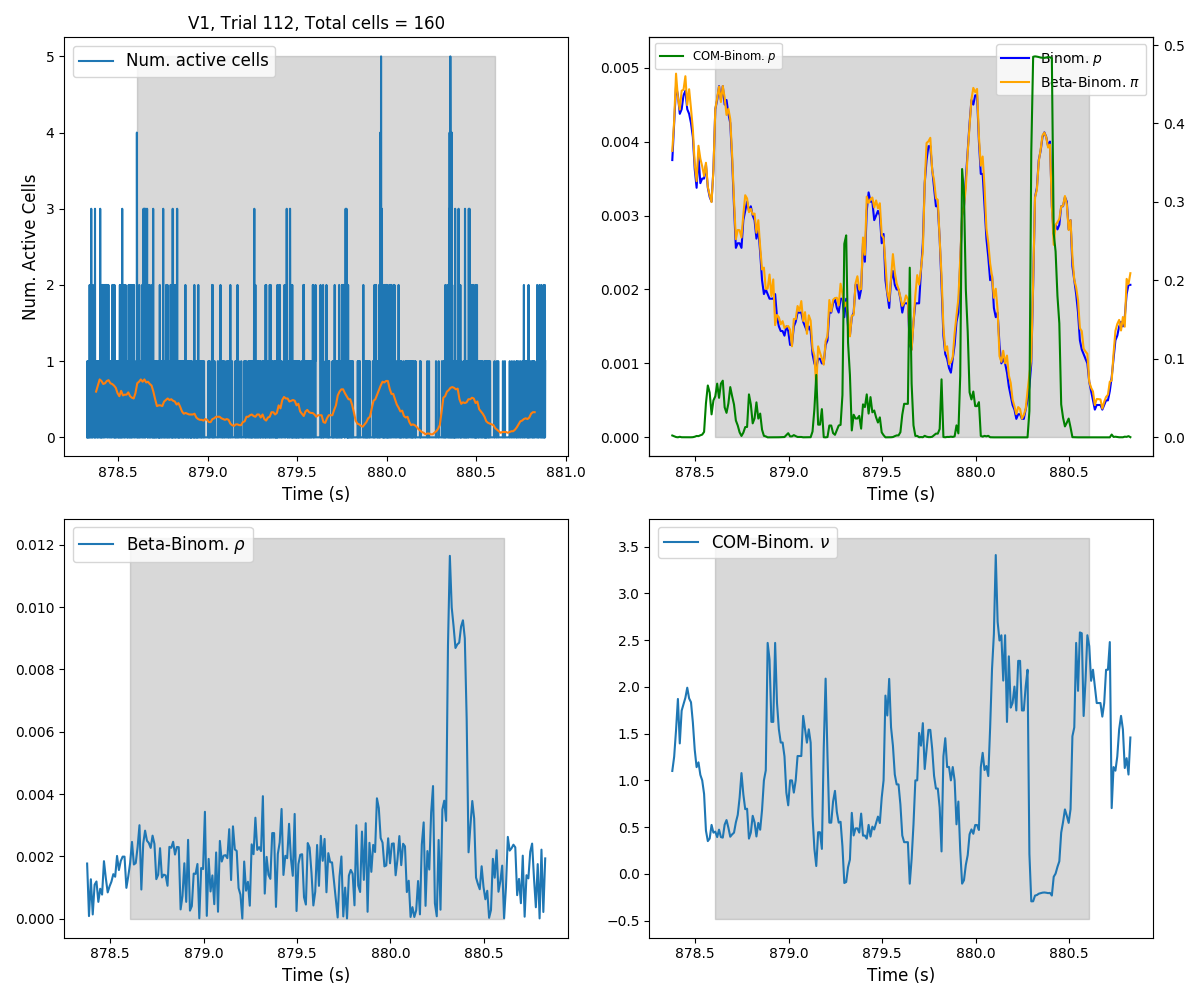 V1, Trial 112, Total cells = 160
Num. active cells
5
4
3
2
1
0
Num. Active Cells
878.5 879.0 879.5 880.0 880.5 881.0
Time (s)
COM-Binom. p
Binom. p
Beta-Binom. π
0.005
0.004
0.003
0.002
0.001
0.000
0.5
0.4
0.3
0.2
0.1
0.0
878.5 879.0 879.5 880.0 880.5
Time (s)
Beta-Binom. ρ
0.012
0.010
0.008
0.006
0.004
0.002
0.000
878.5 879.0 879.5 880.0 880.5
Time (s)
COM-Binom. ν
3.5
3.0
2.5
2.0
1.5
1.0
0.5
0.0
−0.5
878.5 879.0 879.5 880.0 880.5
Time (s)